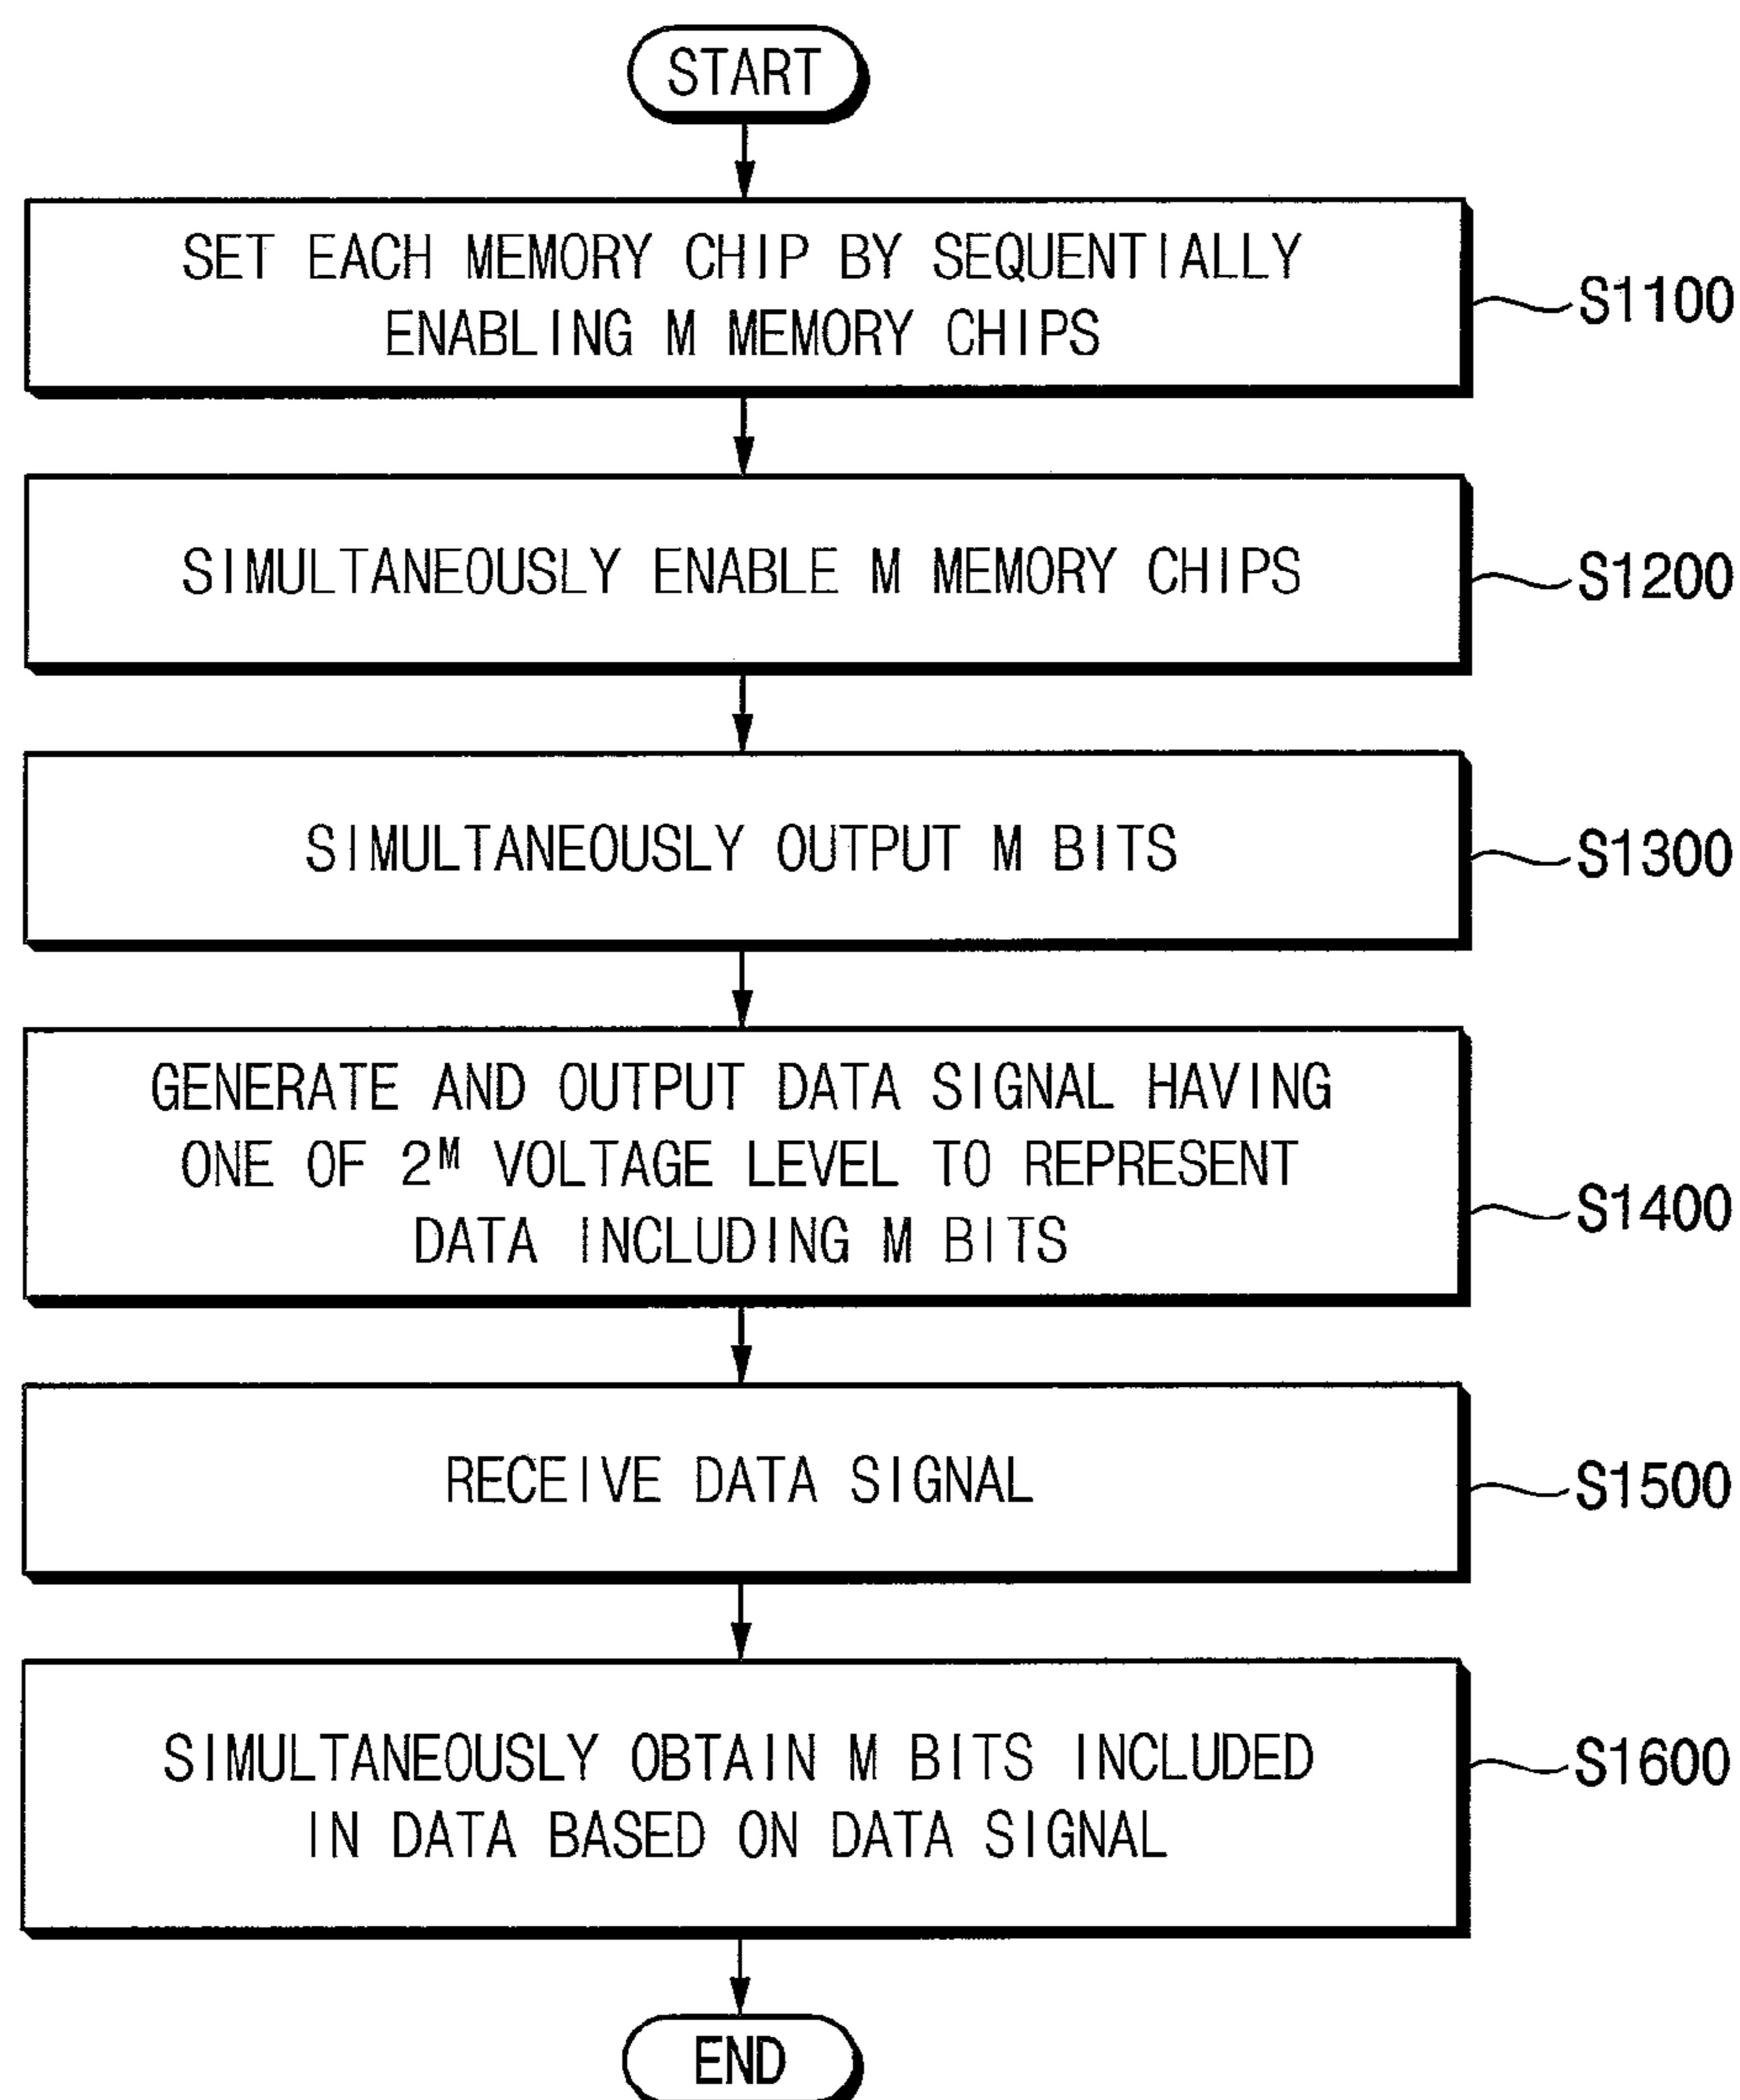 START
SET EACH MEMORY CHIP BY SEQUENTIALLY
ENABLING M MEMORY CHIPS
S1100
SIMULTANEOUSLY ENABLE M MEMORY CHIPS
S1200
SIMULTANEOUSLY OUTPUT M BITS
S1300
GENERATE AND OUTPUT DATA SIGNAL HAVING
ONE OF 2ᴹ VOLTAGE LEVEL TO REPRESENT
DATA INCLUDING M BITS
S1400
RECEIVE DATA SIGNAL
S1500
SIMULTANEOUSLY OBTAIN M BITS INCLUDED
IN DATA BASED ON DATA SIGNAL
S1600
END